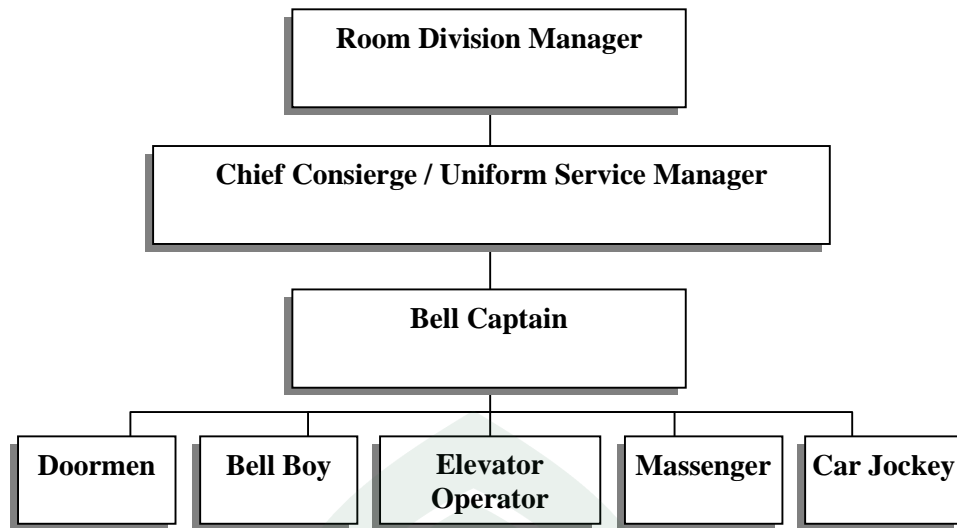 Room Division Manager
Chief Consierge / Uniform Service Manager
Bell Captain
Doormen
Bell Boy
Elevator
Operator
Massenger
Car Jockey